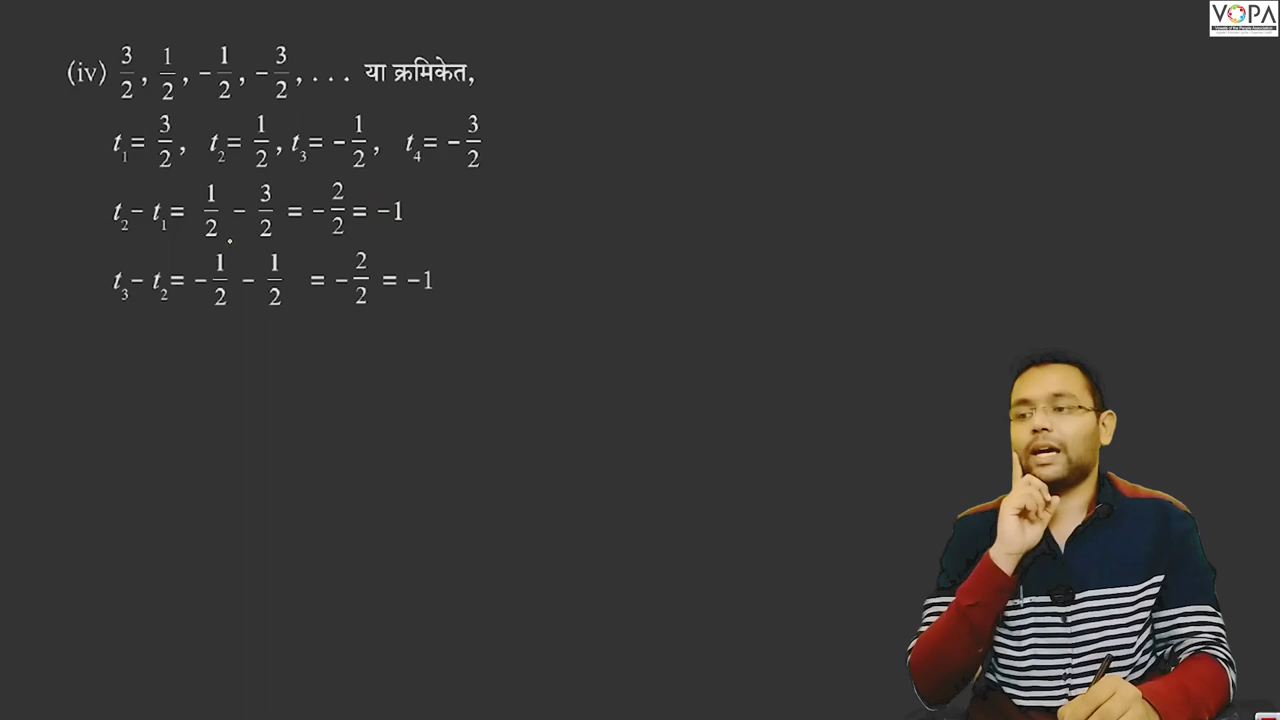 VOPA
(iv) 3/2, 1/2, -1/2, -3/2, . . . या क्रमिकेत,
t₁= 3/2, t₂= 1/2, t₃= -1/2, t₄= -3/2
t₂- t₁= 1/2 - 3/2 = -2/2 = -1
t₃- t₂= -1/2 - 1/2 = -2/2 = -1